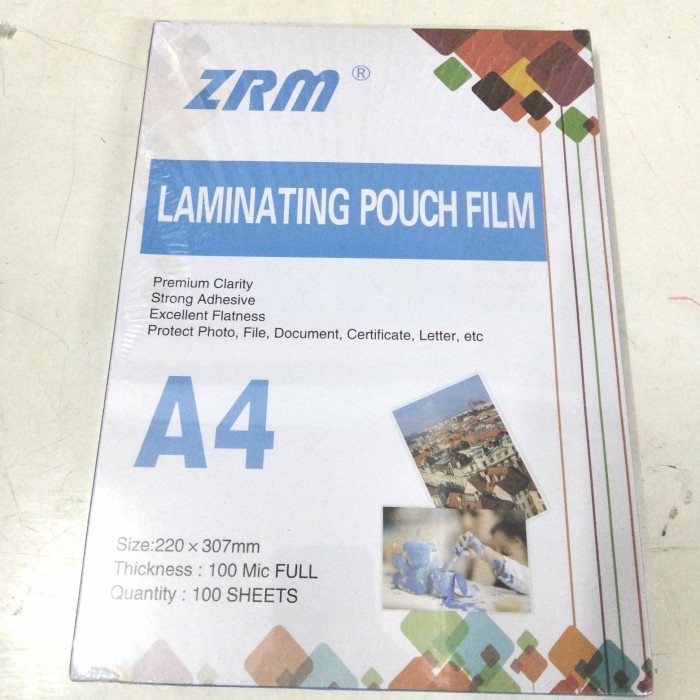 ZRM ®
LAMINATING POUCH FILM
Premium Clarity
Strong Adhesive
Excellent Flatness
Protect Photo, File, Document, Certificate, Letter, etc
A4
Size:220 × 307mm
Thickness : 100 Mic FULL
Quantity : 100 SHEETS